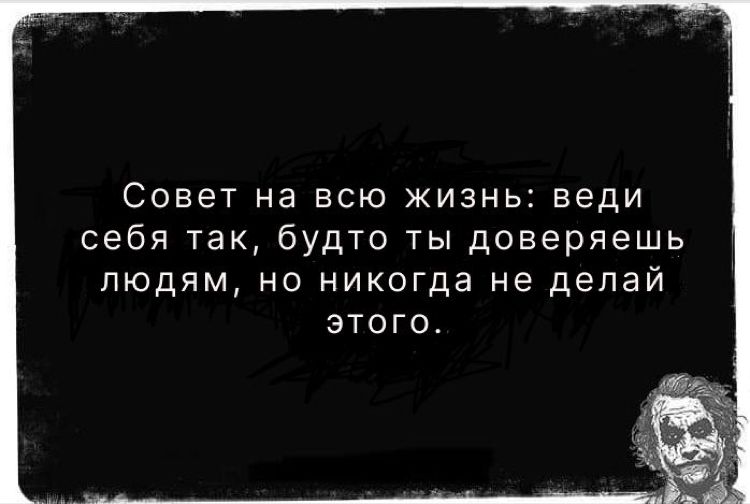 Совет на всю жизнь: веди
себя так, будто ты доверяешь
людям, но никогда не делай
этого.